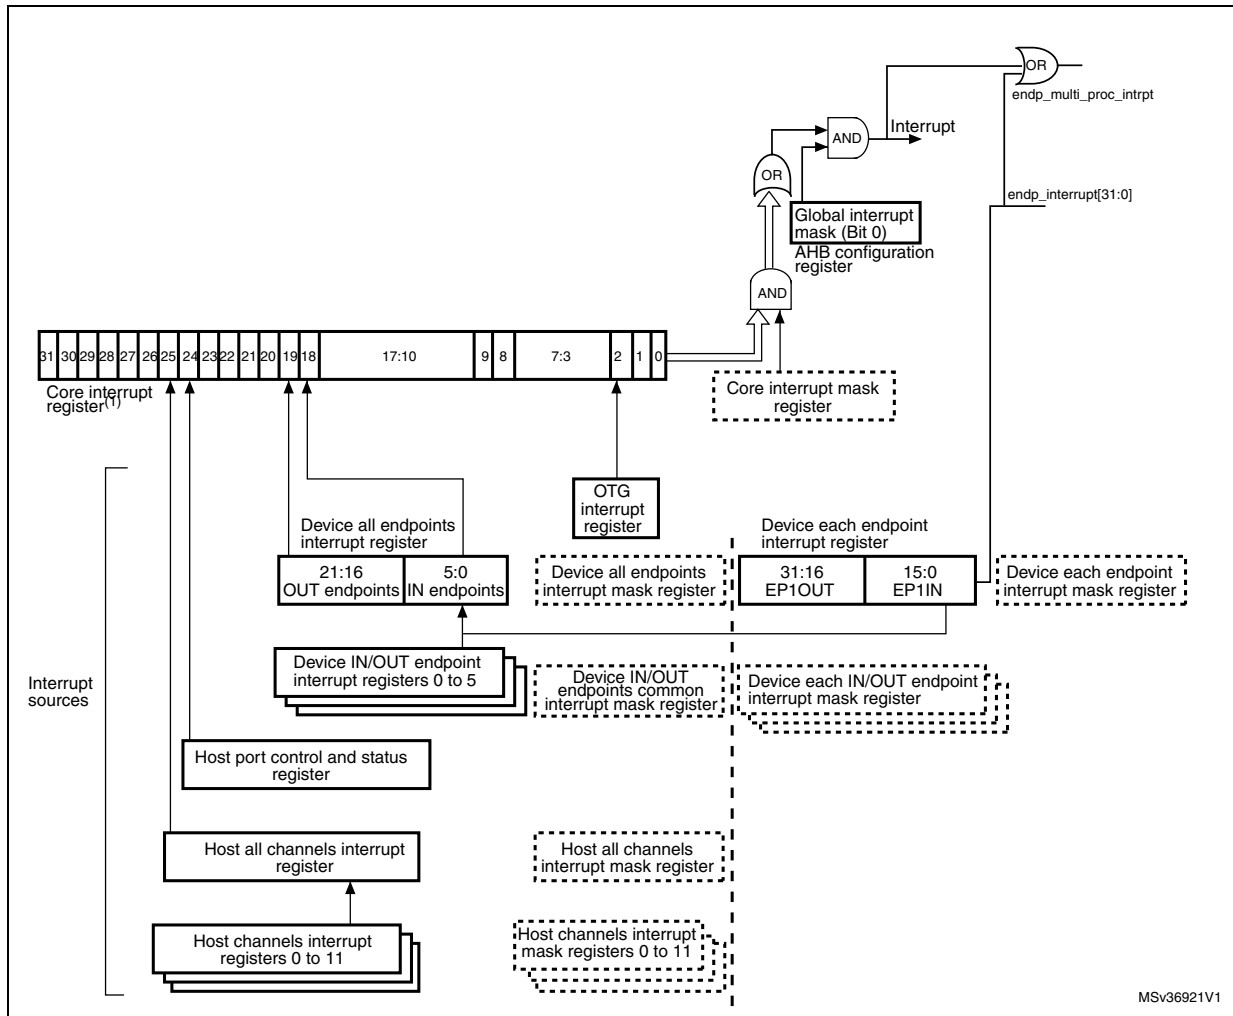 OR
endp_multi_proc_intrpt
AND
Interrupt
OR
endp_interrupt[31:0]
Global interrupt
mask (Bit 0)
AHB configuration
register
AND
31 30 29 28 27 26 25 24 23 22 21 20 19 18 17:10 9 8 7:3 2 1 0
Core interrupt
register(1)
Core interrupt mask
register
OTG
interrupt
register
Device all endpoints
interrupt register
Device each endpoint
interrupt register
21:16
OUT endpoints
5:0
IN endpoints
Device all endpoints
interrupt mask register
31:16
EP1OUT
15:0
EP1IN
Device each endpoint
interrupt mask register
Interrupt
sources
Device IN/OUT endpoint
interrupt registers 0 to 5
Device IN/OUT
endpoints common
interrupt mask register
Device each IN/OUT endpoint
interrupt mask register
Host port control and status
register
Host all channels interrupt
register
Host all channels
interrupt mask register
Host channels interrupt
registers 0 to 11
Host channels interrupt
mask registers 0 to 11
MSv36921V1